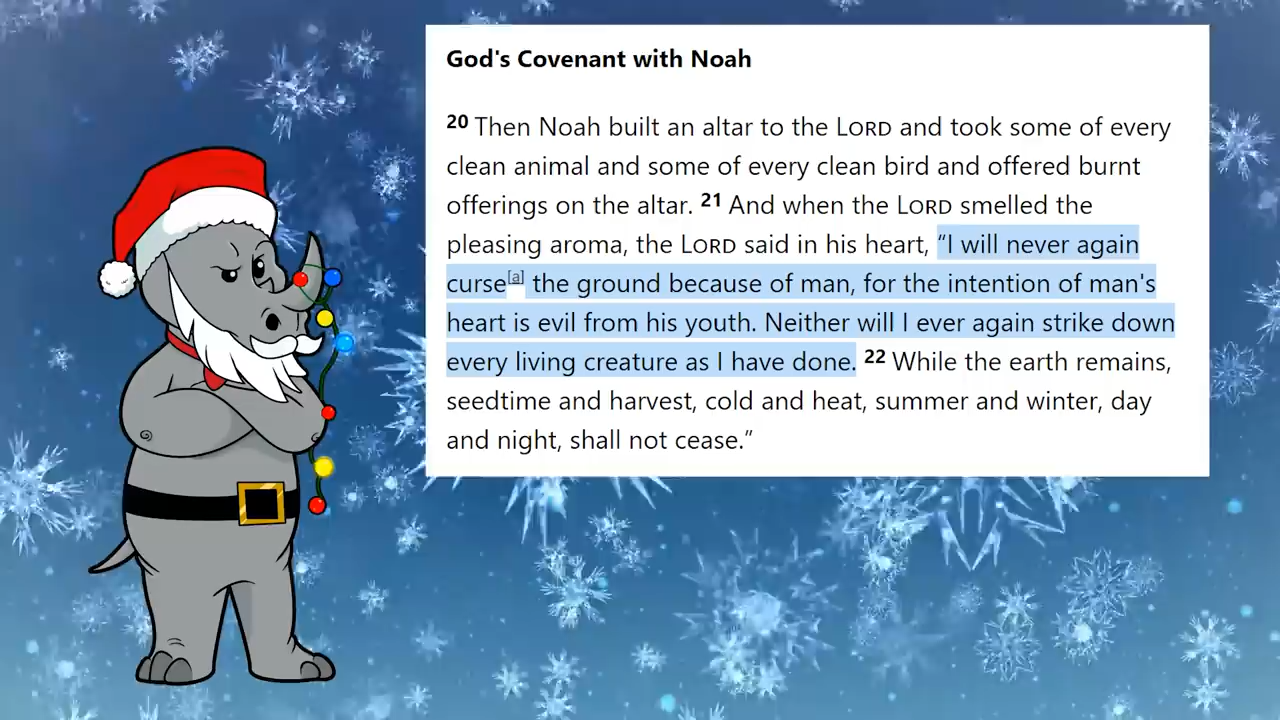 God's Covenant with Noah
20 Then Noah built an altar to the LORD and took some of every
clean animal and some of every clean bird and offered burnt
offerings on the altar. 21 And when the LORD smelled the
pleasing aroma, the LORD said in his heart, “I will never again
curse[a] the ground because of man, for the intention of man's
heart is evil from his youth. Neither will I ever again strike down
every living creature as I have done. 22 While the earth remains,
seedtime and harvest, cold and heat, summer and winter, day
and night, shall not cease.”